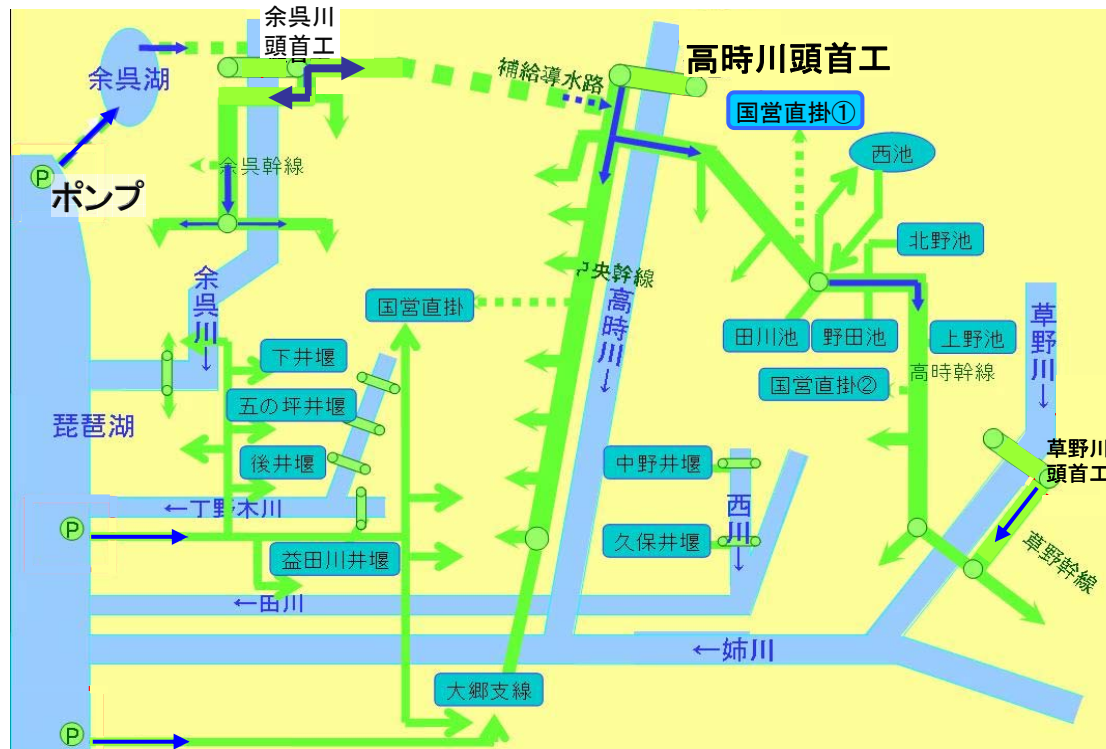 余呉川
頭首工
高時川頭首工
余呉湖
補給導水路
国営直掛①
西池
P
ポンプ
余呉幹線
北野池
中央幹線
余呉川→
国営直掛
高時川→
田川池
野田池
上野池
草野川→
下井堰
国営直掛②
高時幹線
五の坪井堰
琵琶湖
草野川
頭首工
後井堰
中野井堰
←丁野木川
西川→
P
久保井堰
益田川井堰
草野幹線
←田川
←姉川
大郷支線
P